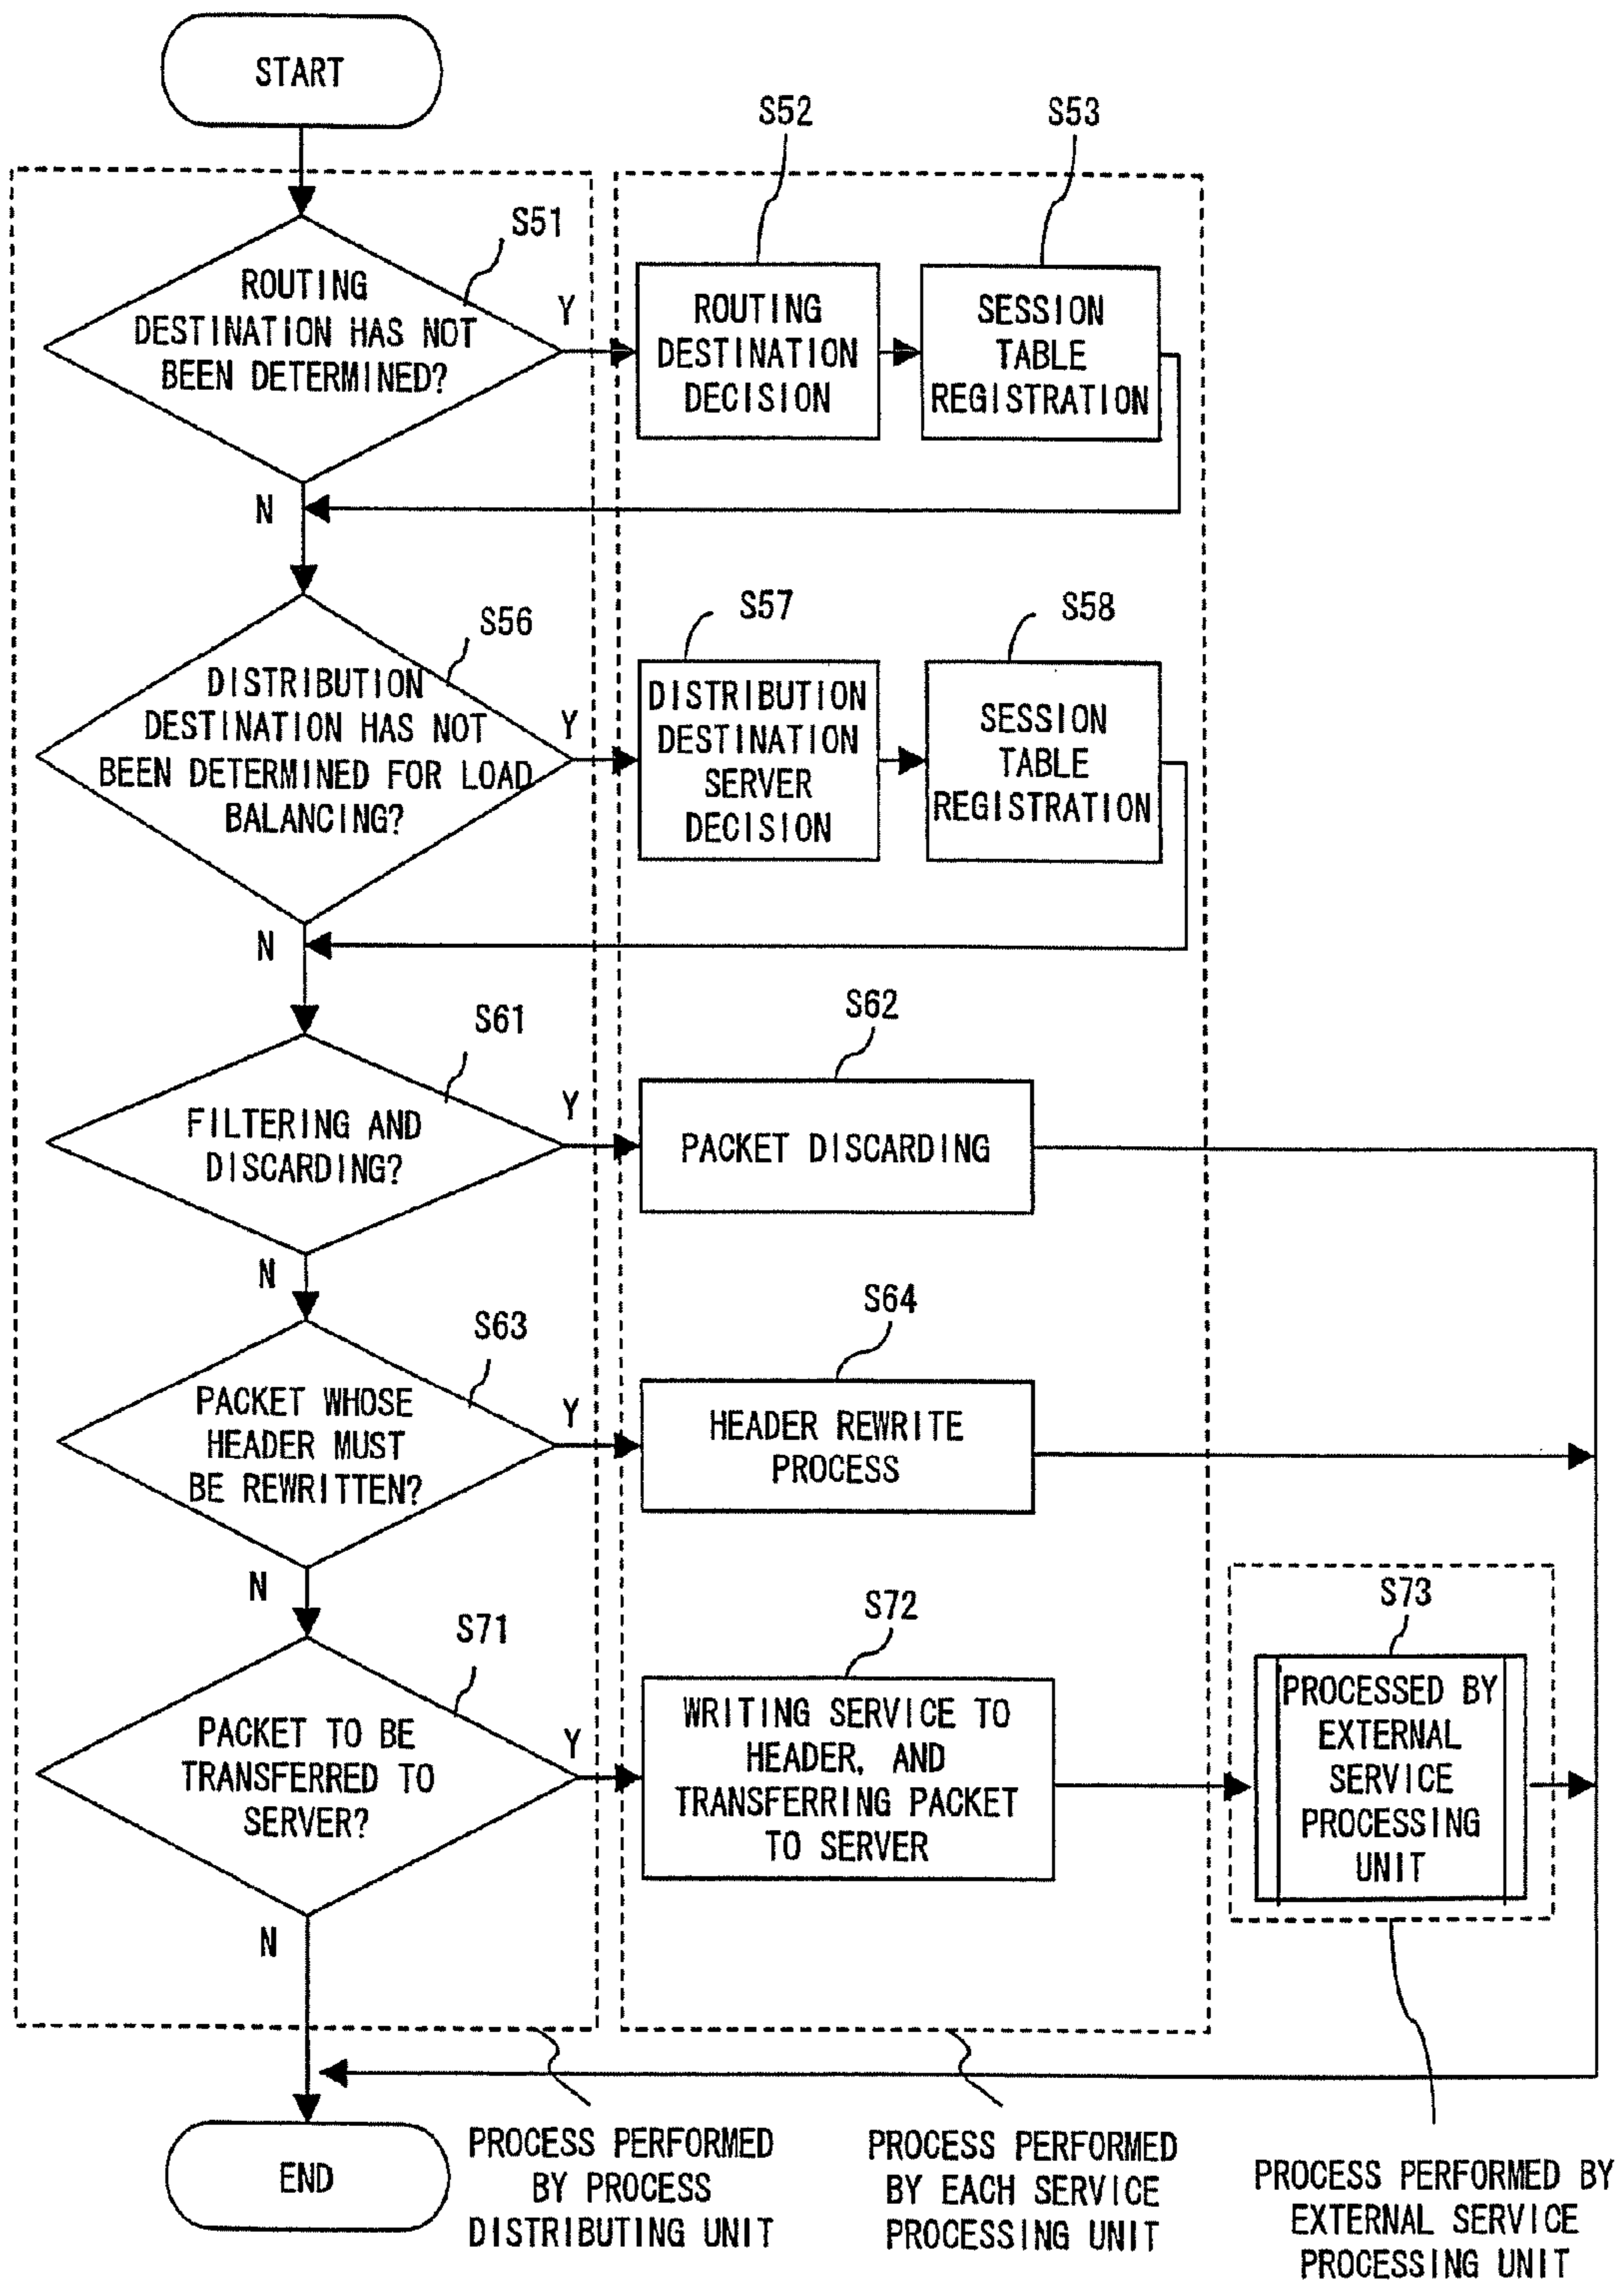 START
S52
S53
S51
ROUTING
DESTINATION HAS NOT
BEEN DETERMINED?
Y
ROUTING
DESTINATION
DECISION
SESSION
TABLE
REGISTRATION
N
S56
S57
S58
DISTRIBUTION
DESTINATION HAS NOT
BEEN DETERMINED FOR LOAD
BALANCING?
Y
DISTRIBUTION
DESTINATION
SERVER
DECISION
SESSION
TABLE
REGISTRATION
N
S61
S62
FILTERING AND
DISCARDING?
Y
PACKET DISCARDING
N
S63
S64
PACKET WHOSE
HEADER MUST
BE REWRITTEN?
Y
HEADER REWRITE
PROCESS
N
S71
S72
S73
PACKET TO BE
TRANSFERRED TO
SERVER?
Y
WRITING SERVICE TO
HEADER, AND
TRANSFERRING PACKET
TO SERVER
PROCESSED BY
EXTERNAL
SERVICE
PROCESSING
UNIT
N
END
PROCESS PERFORMED
BY PROCESS
DISTRIBUTING UNIT
PROCESS PERFORMED
BY EACH SERVICE
PROCESSING UNIT
PROCESS PERFORMED BY
EXTERNAL SERVICE
PROCESSING UNIT